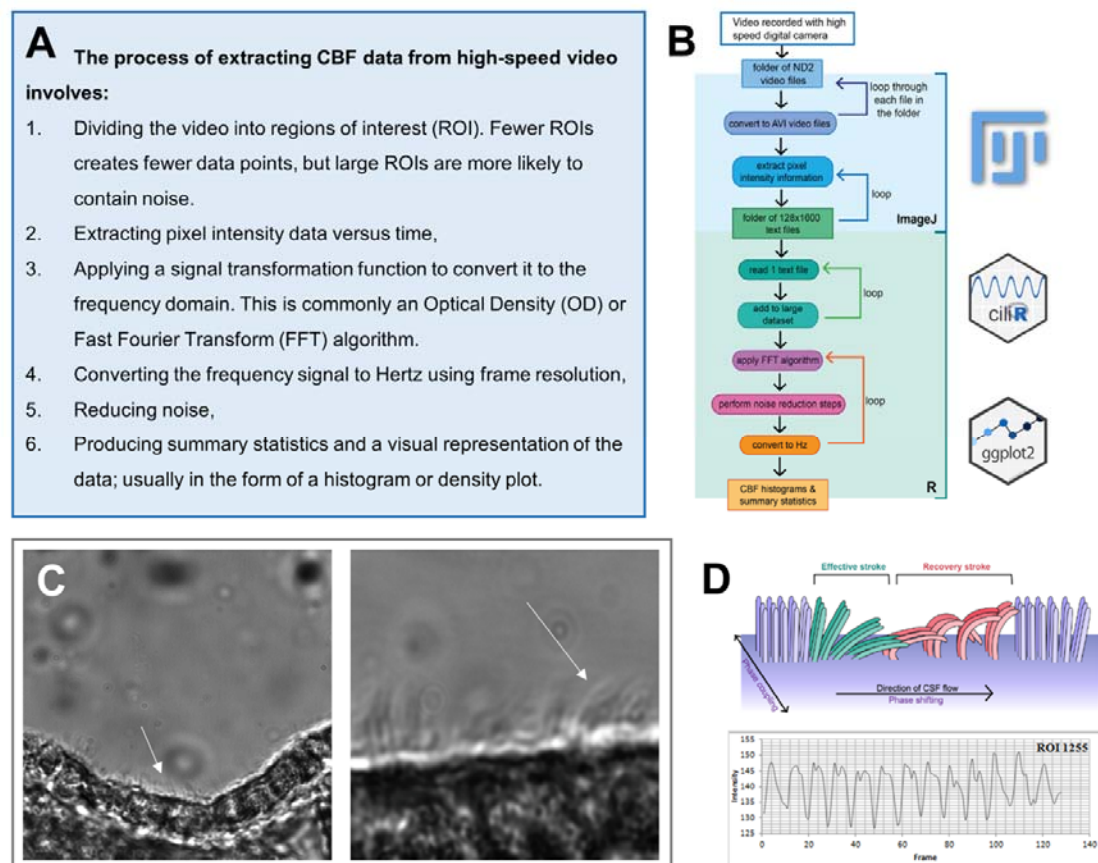 A
The process of extracting CBF data from high-speed video
involves:
1. Dividing the video into regions of interest (ROI). Fewer ROIs
creates fewer data points, but large ROIs are more likely to
contain noise.
2. Extracting pixel intensity data versus time,
3. Applying a signal transformation function to convert it to the
frequency domain. This is commonly an Optical Density (OD) or
Fast Fourier Transform (FFT) algorithm.
4. Converting the frequency signal to Hertz using frame resolution,
5. Reducing noise,
6. Producing summary statistics and a visual representation of the
data; usually in the form of a histogram or density plot.
B
Video recorded with high
speed digital camera
folder of ND2
video files
loop through
each file in
the folder
convert to AVI video files
extract pixel
intensity information
loop
folder of 128x1600
text files
ImageJ
read 1 text file
loop
add to large
dataset
apply FFT algorithm
perform noise reduction steps
loop
convert to Hz
CBF histograms &
summary statistics
R
ciliR
ggplot2
C
D
Effective stroke
Recovery stroke
Phase coupling
Direction of CSF flow
Phase shifting
ROI 1255
Intensity
155
150
145
140
135
130
125
0 20 40 60 80 100 120 140
Frame